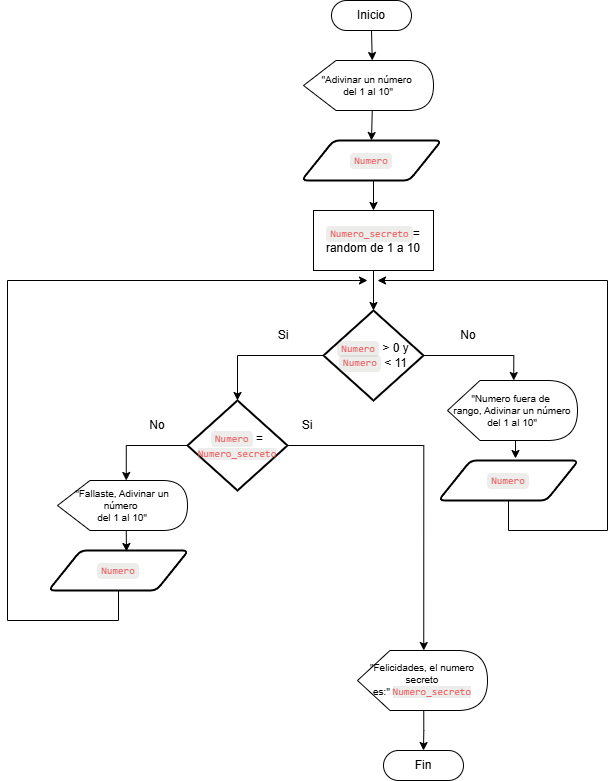 Inicio
"Adivinar un número
del 1 al 10"
Numero
Numero_secreto =
random de 1 a 10
Si
No
Numero > 0 y
Numero < 11
"Numero fuera de
rango, Adivinar un número
del 1 al 10"
Numero
No
Si
Numero =
Numero_secreto
"Fallaste, Adivinar un
número
del 1 al 10"
Numero
"Felicidades, el numero
secreto
es:" Numero_secreto
Fin